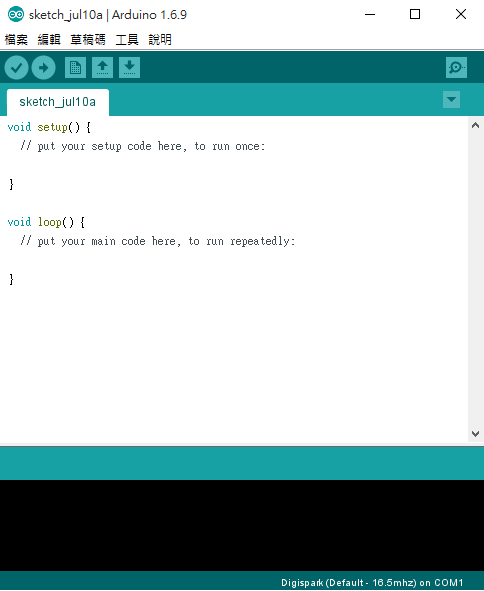 sketch_jul10a | Arduino 1.6.9
檔案 編輯 草稿碼 工具 說明
sketch_jul10a
void setup() {
// put your setup code here, to run once:
}
void loop() {
// put your main code here, to run repeatedly:
}
Digispark (Default - 16.5mhz) on COM1